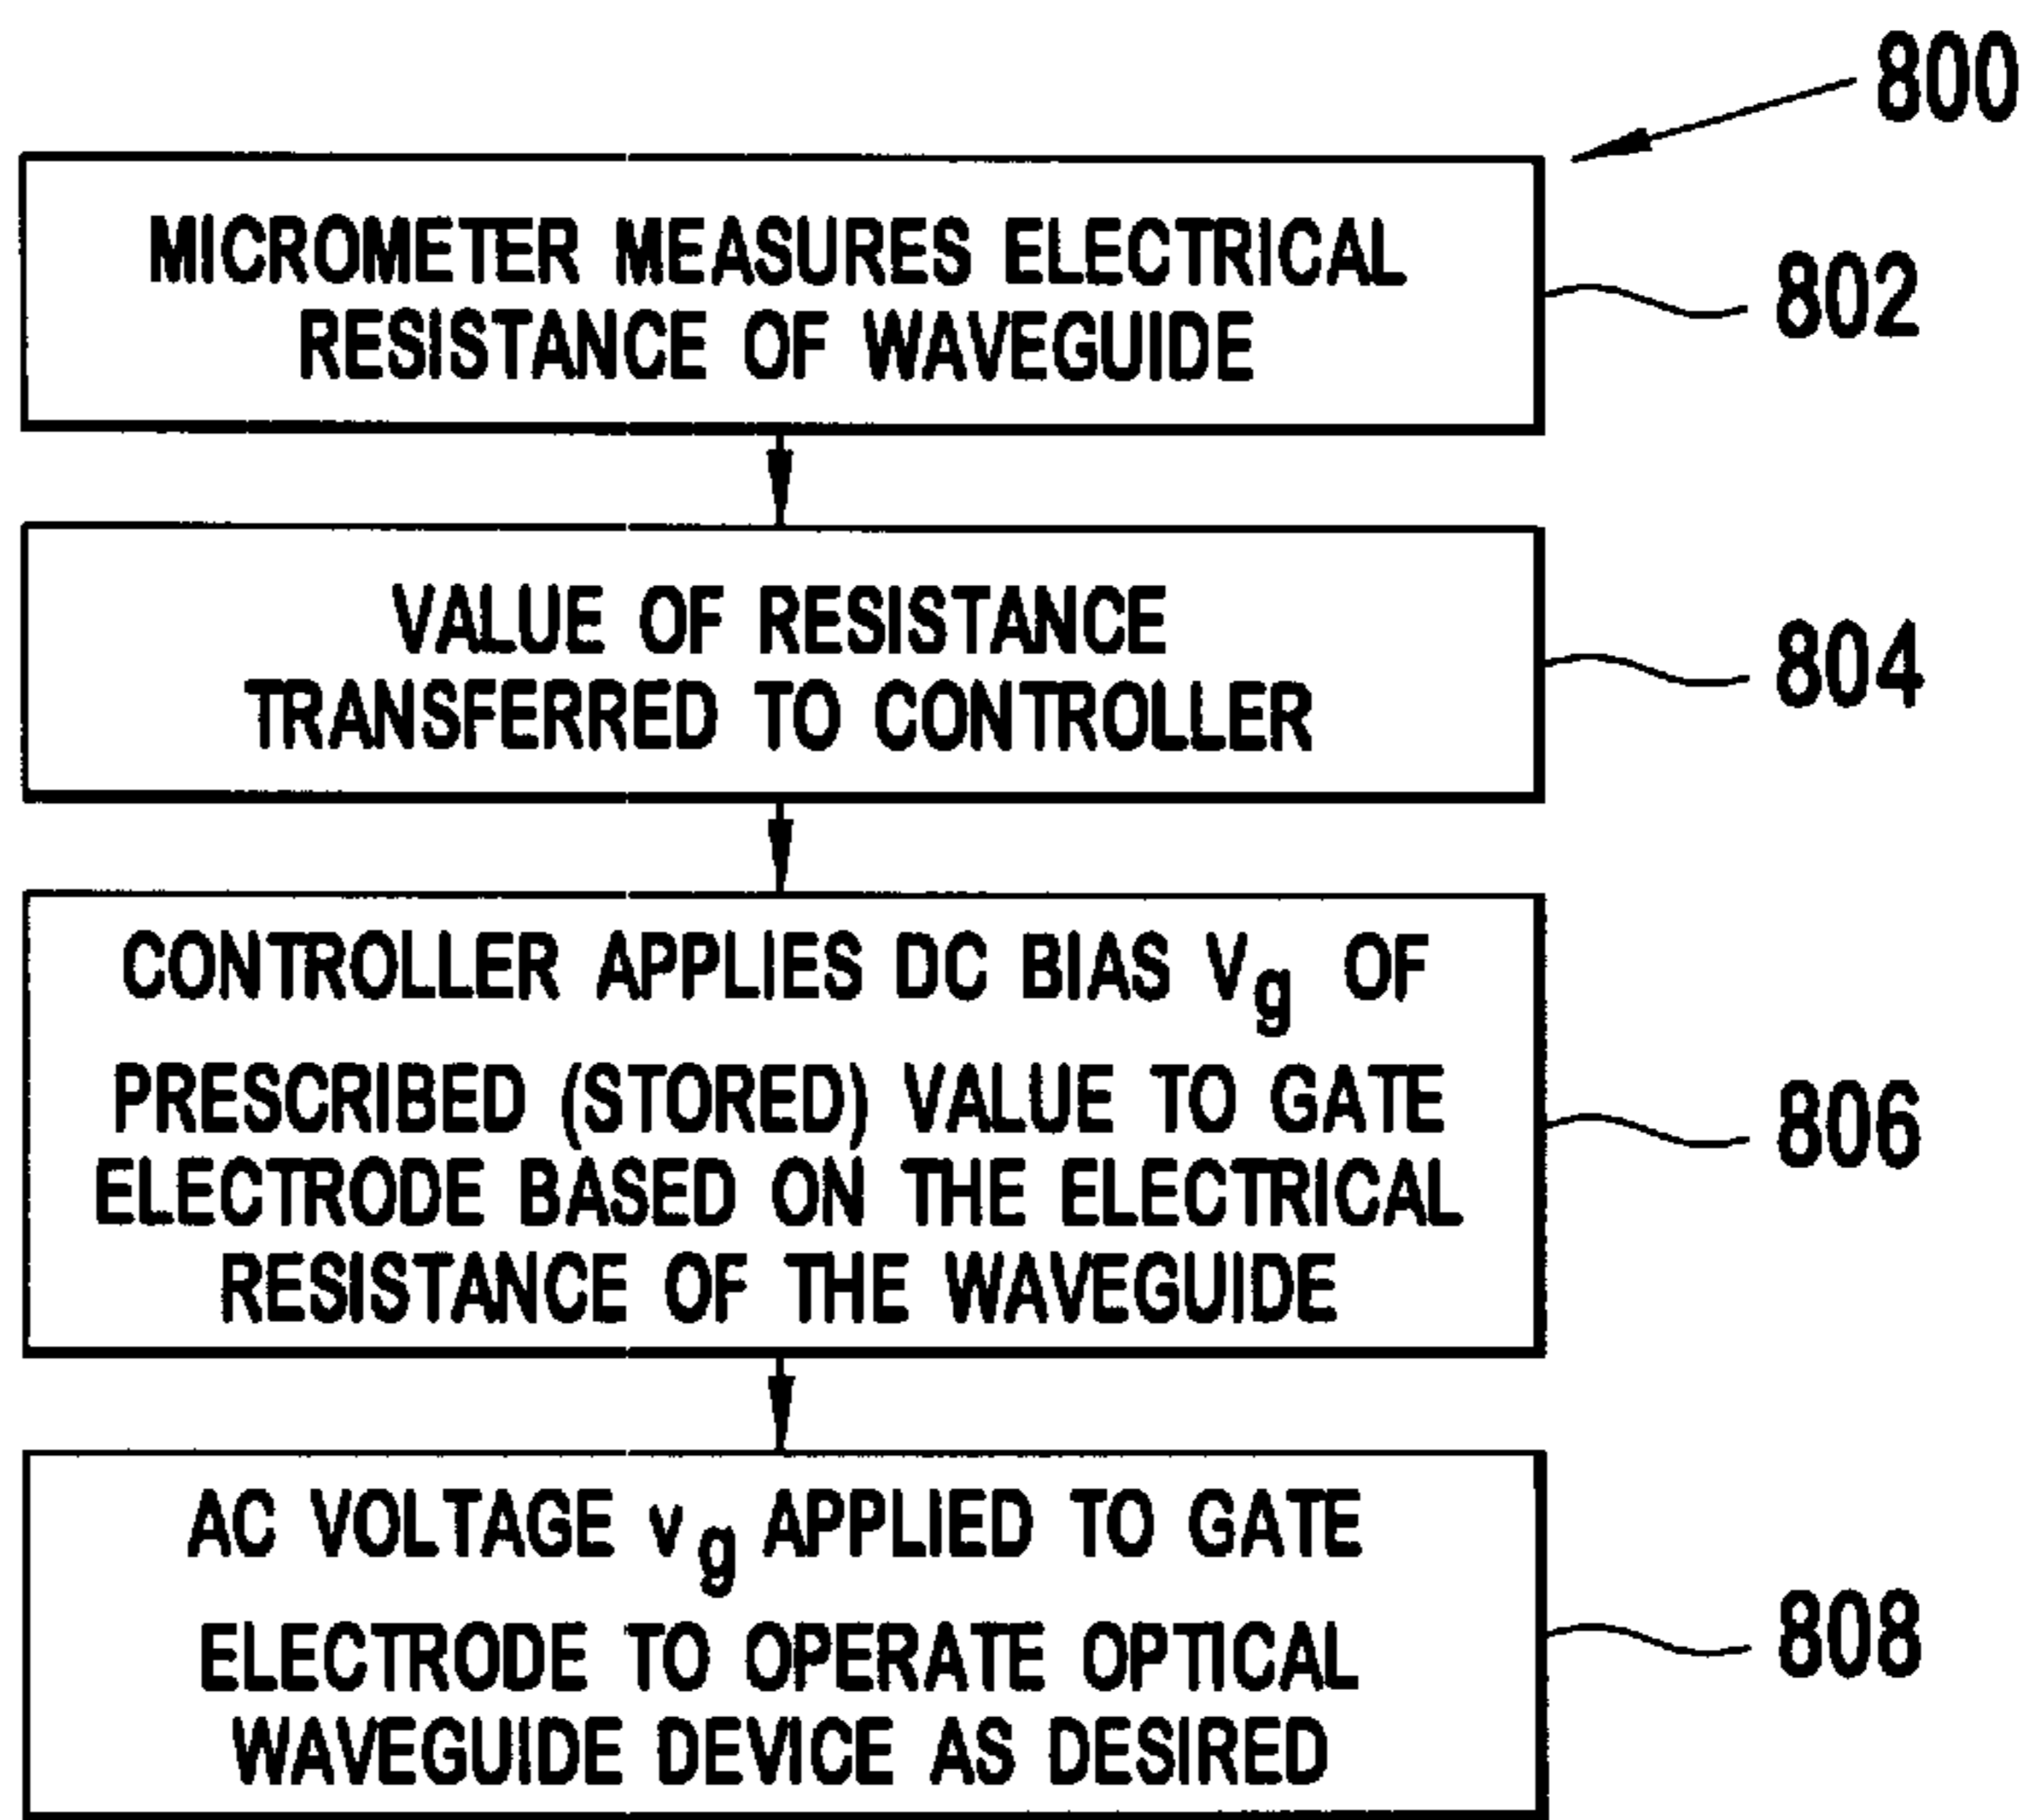 800
MICROMETER MEASURES ELECTRICAL
RESISTANCE OF WAVEGUIDE
802
VALUE OF RESISTANCE
TRANSFERRED TO CONTROLLER
804
CONTROLLER APPLIES DC BIAS Vg OF
PRESCRIBED (STORED) VALUE TO GATE
ELECTRODE BASED ON THE ELECTRICAL
RESISTANCE OF THE WAVEGUIDE
806
AC VOLTAGE vg APPLIED TO GATE
ELECTRODE TO OPERATE OPTICAL
WAVEGUIDE DEVICE AS DESIRED
808